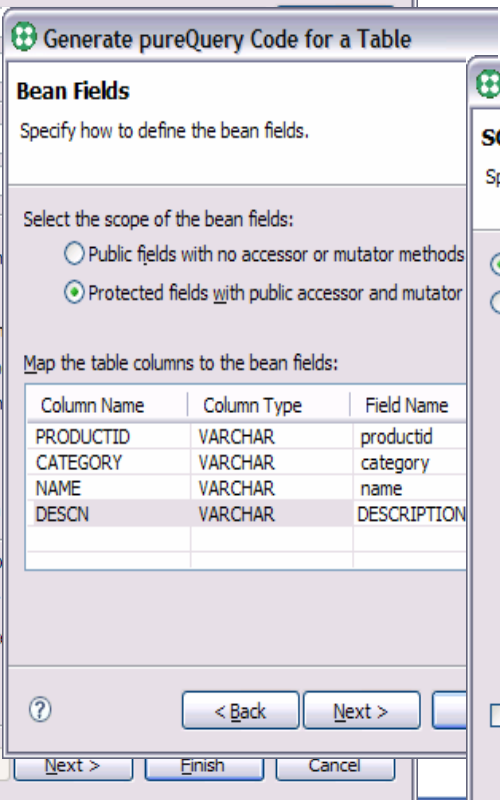 Generate pureQuery Code for a Table
Bean Fields
Specify how to define the bean fields.
Select the scope of the bean fields:
Public fields with no accessor or mutator methods
Protected fields with public accessor and mutator
Map the table columns to the bean fields:
Column Name Column Type Field Name
PRODUCTID VARCHAR productid
CATEGORY VARCHAR category
NAME VARCHAR name
DESCN VARCHAR DESCRIPTION
? < Back Next >
Next > Finish Cancel